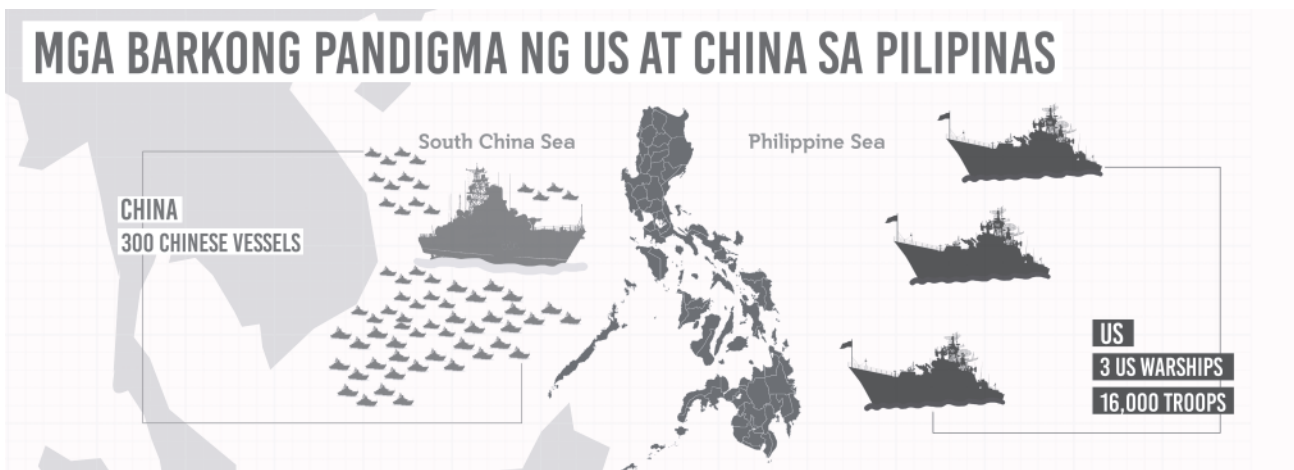 MGA BARKONG PANDIGMA NG US AT CHINA SA PILIPINAS
South China Sea
Philippine Sea
CHINA
300 CHINESE VESSELS
US
3 US WARSHIPS
16,000 TROOPS